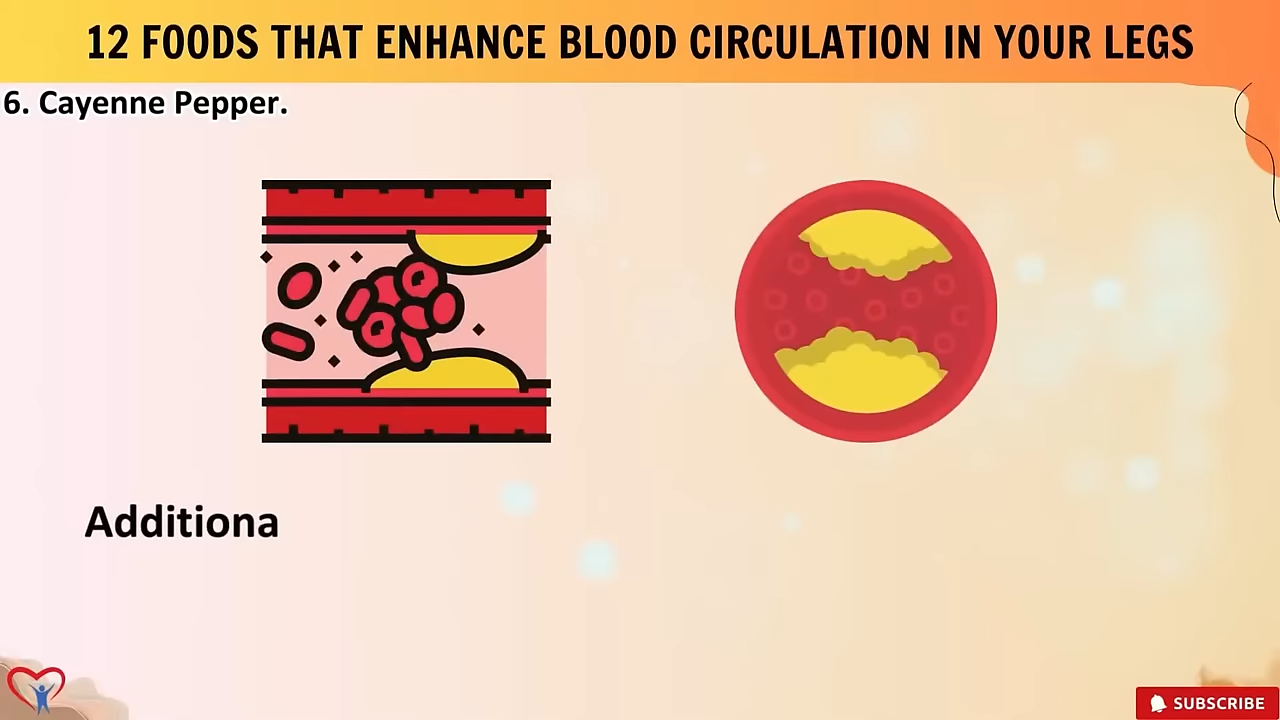 12 FOODS THAT ENHANCE BLOOD CIRCULATION IN YOUR LEGS
6. Cayenne Pepper.
Additiona
SUBSCRIBE